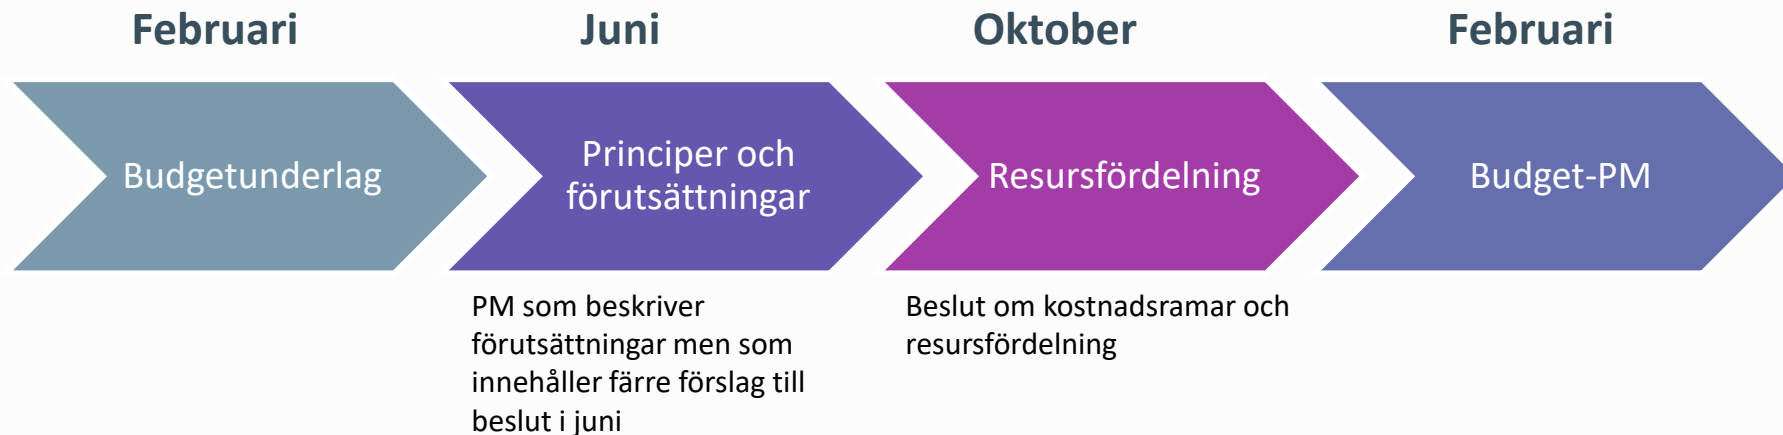 Februari
Juni
Oktober
Februari
Budgetunderlag
Principer och
förutsättningar
Resursfördelning
Budget-PM
PM som beskriver
förutsättningar men som
innehåller färre förslag till
beslut i juni
Beslut om kostnadsramar och
resursfördelning